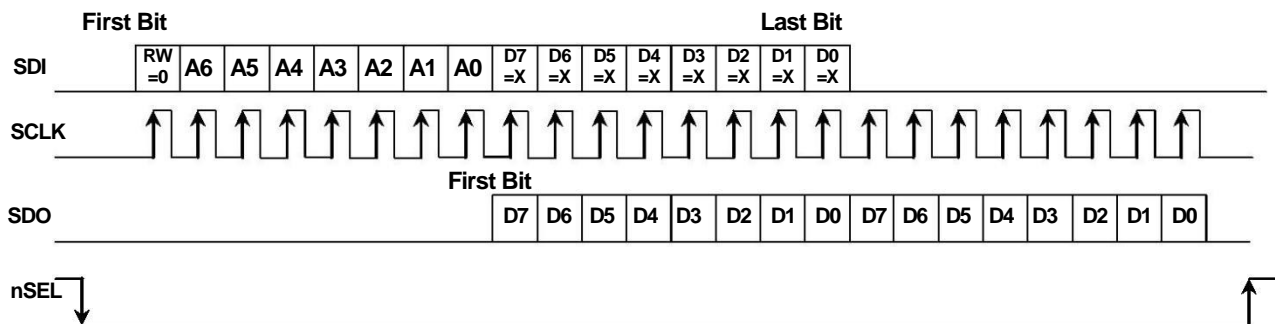 First Bit Last Bit
SDI RW =0 A6 A5 A4 A3 A2 A1 A0 D7 =X D6 =X D5 =X D4 =X D3 =X D2 =X D1 =X D0 =X
SCLK
First Bit
SDO D7 D6 D5 D4 D3 D2 D1 D0 D7 D6 D5 D4 D3 D2 D1 D0
nSEL